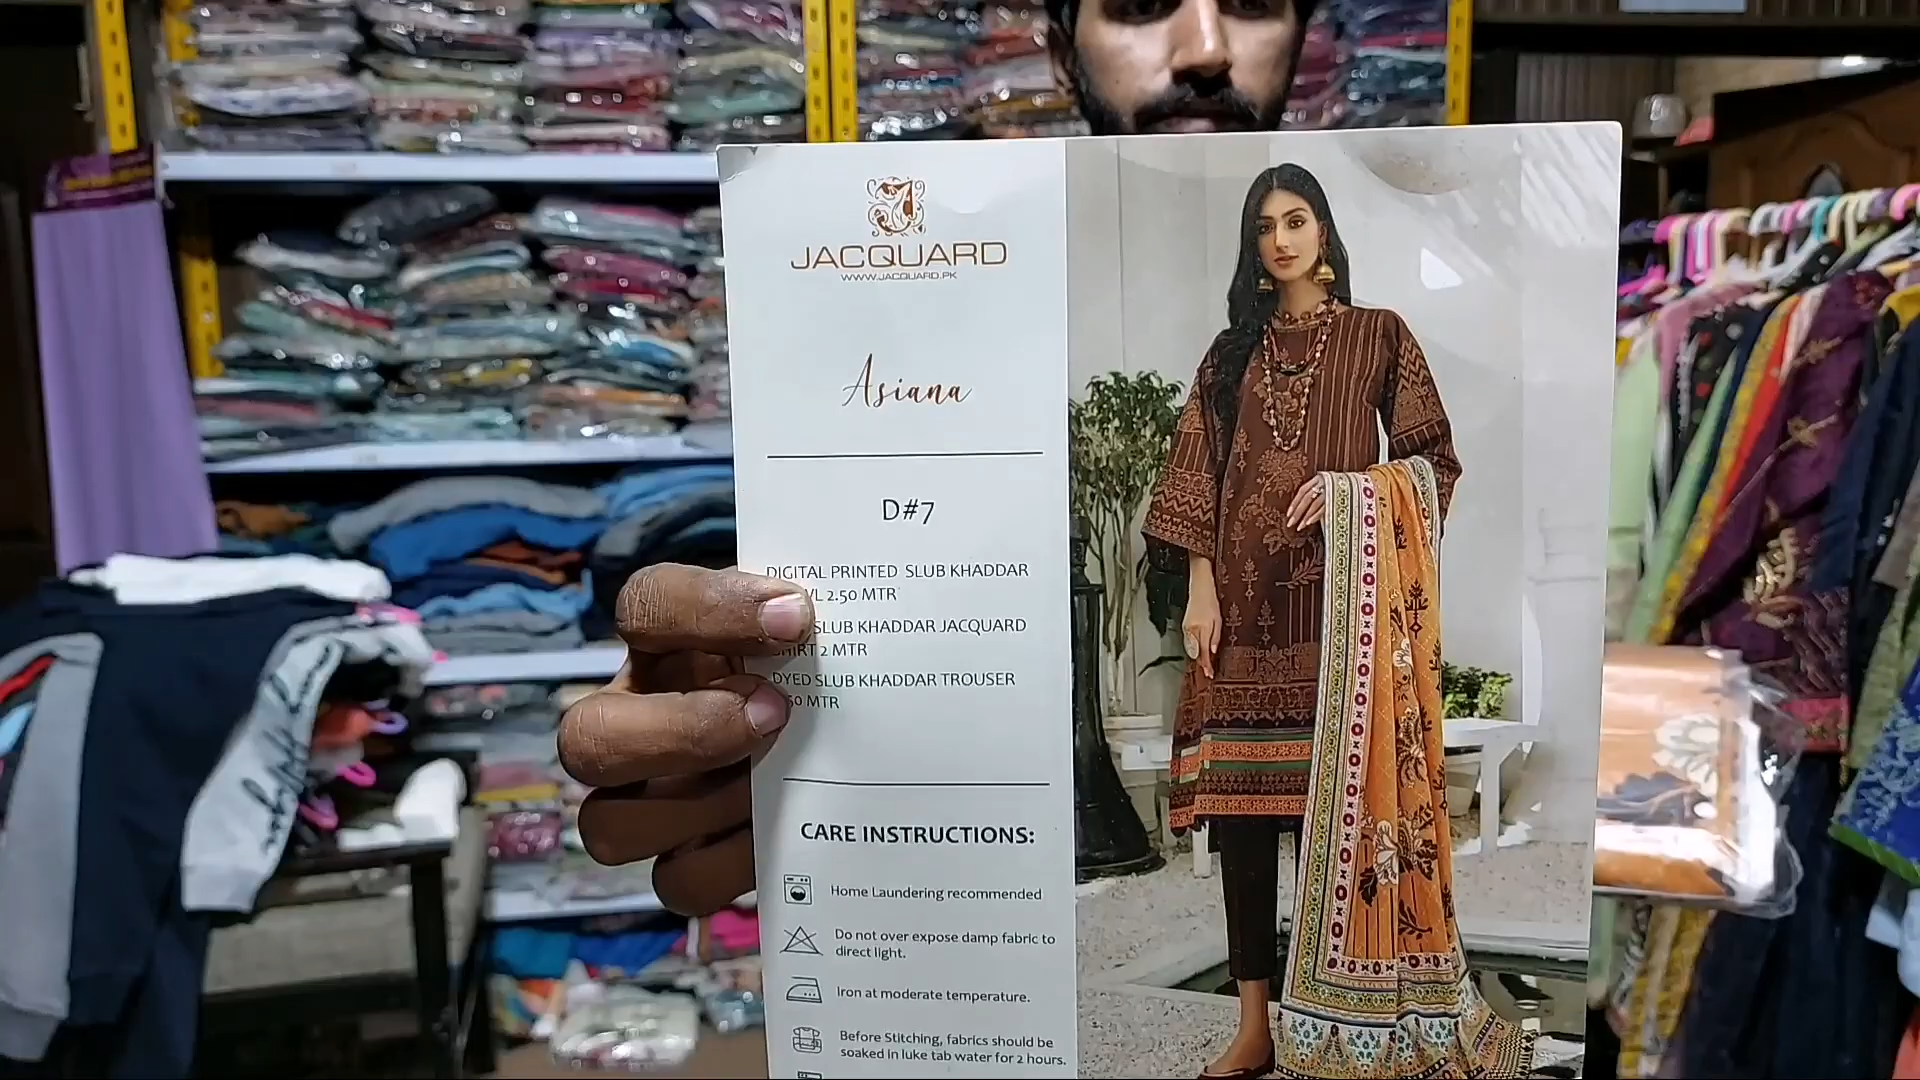 JACQUARD
WWW.JACQUARD.PK
Asiana
D#7
DIGITAL PRINTED SLUB KHADDAR
2.50 MTR
SLUB KHADDAR JACQUARD
SHIRT 2 MTR
DYED SLUB KHADDAR TROUSER
MTR
CARE INSTRUCTIONS:
Home Laundering recommended
Do not over expose damp fabric to
direct light.
Iron at moderate temperature.
Before Stitching, fabrics should be
soaked in luke tab water for 2 hours.